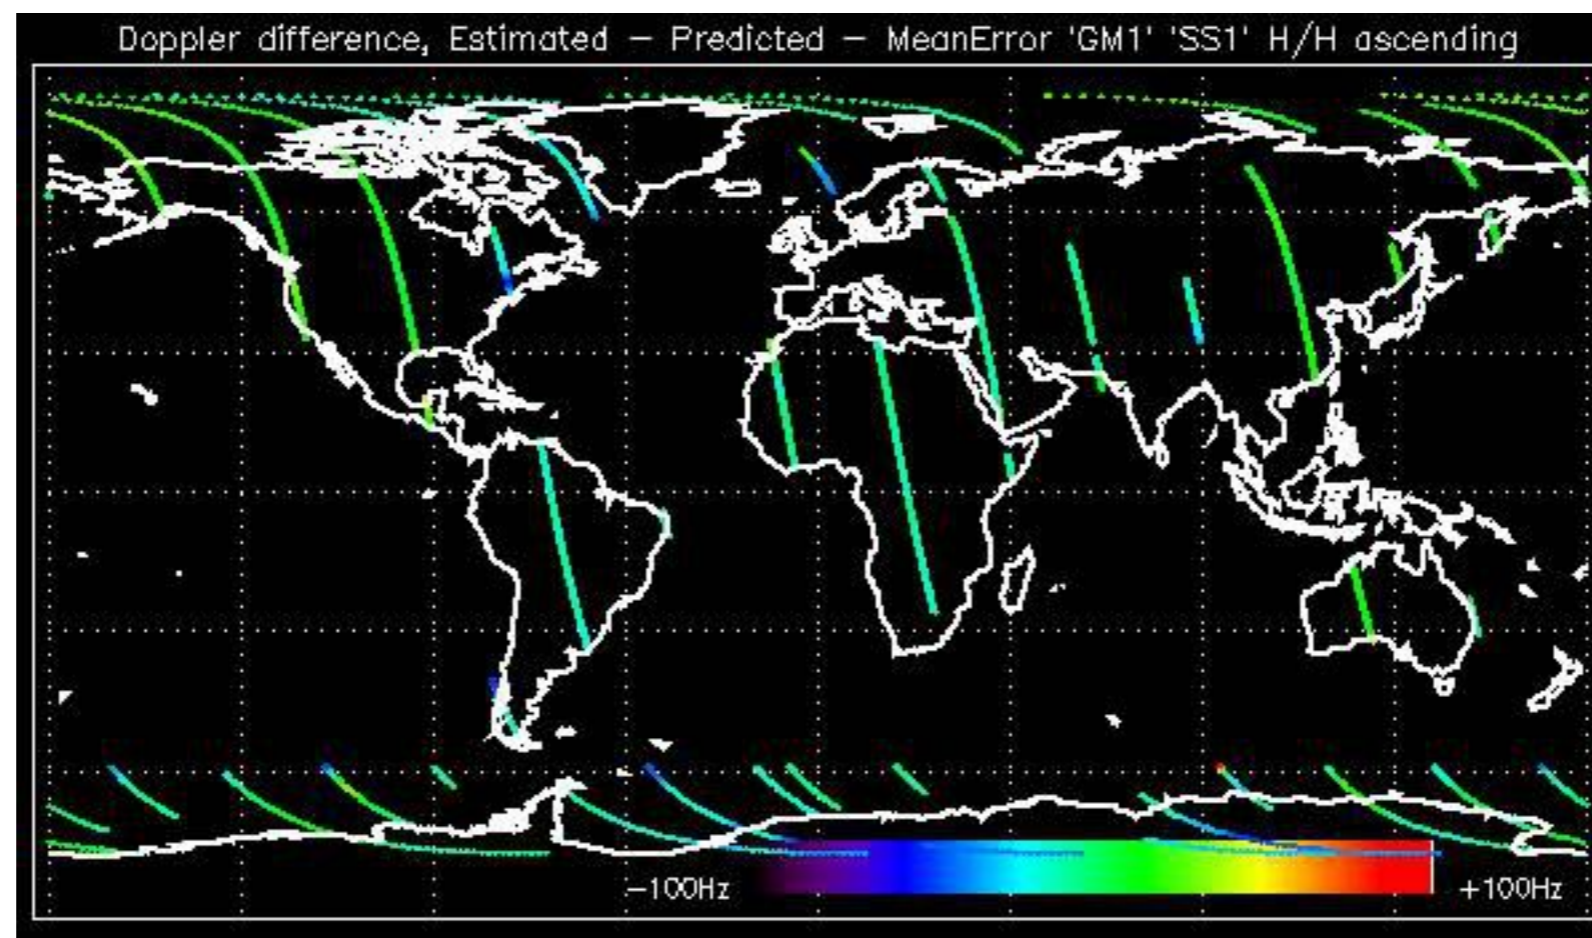 Doppler difference, Estimated – Predicted – MeanError 'GM1' 'SS1' H/H ascending
–100Hz
+100Hz